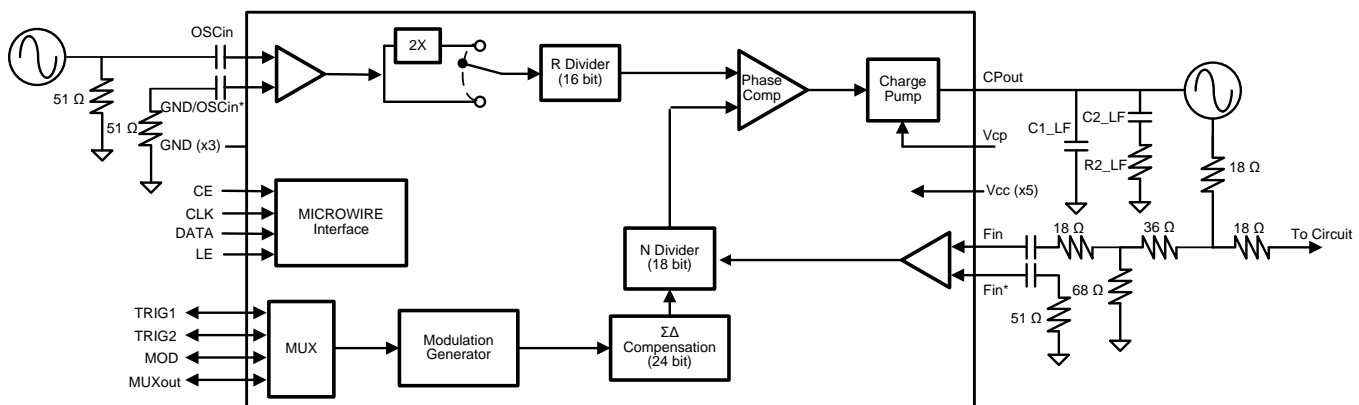 OSCin
51 Ω
GND/OSCin*
51 Ω
GND (x3)
2X
R Divider
(16 bit)
Phase
Comp
Charge
Pump
CPout
Vcp
C1_LF
C2_LF
R2_LF
18 Ω
Vcc (x5)
CE
CLK
DATA
LE
MICROWIRE
Interface
N Divider
(18 bit)
Fin
18 Ω
36 Ω
18 Ω
To Circuit
Fin*
51 Ω
68 Ω
TRIG1
TRIG2
MOD
MUXout
MUX
Modulation
Generator
ΣΔ
Compensation
(24 bit)